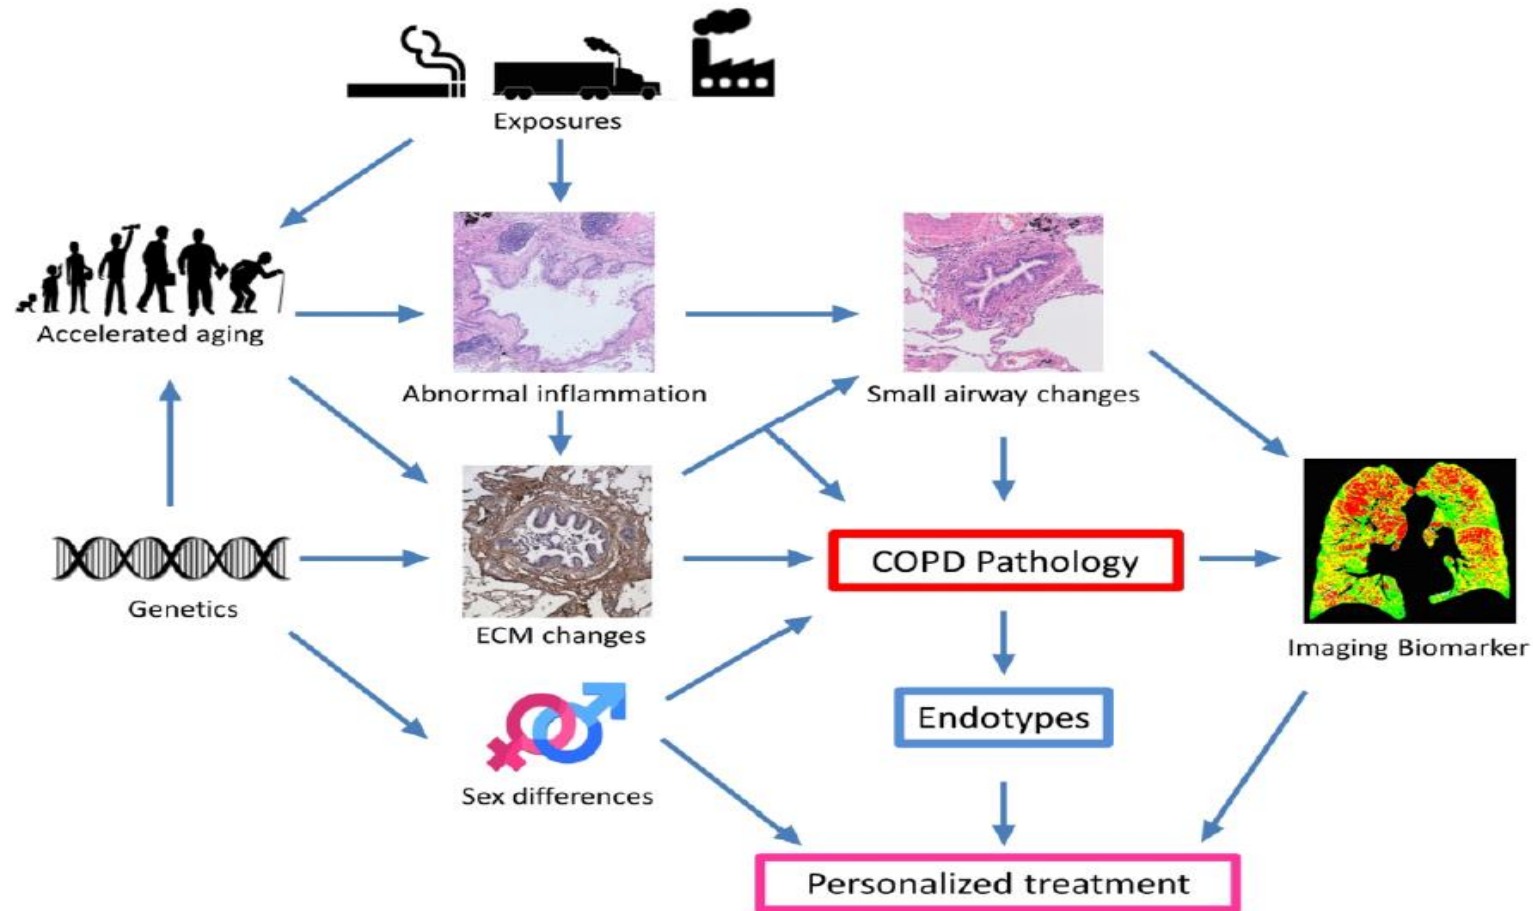 Exposures
Accelerated aging
Abnormal inflammation
Small airway changes
Genetics
ECM changes
COPD Pathology
Imaging Biomarker
Endotypes
Sex differences
Personalized treatment